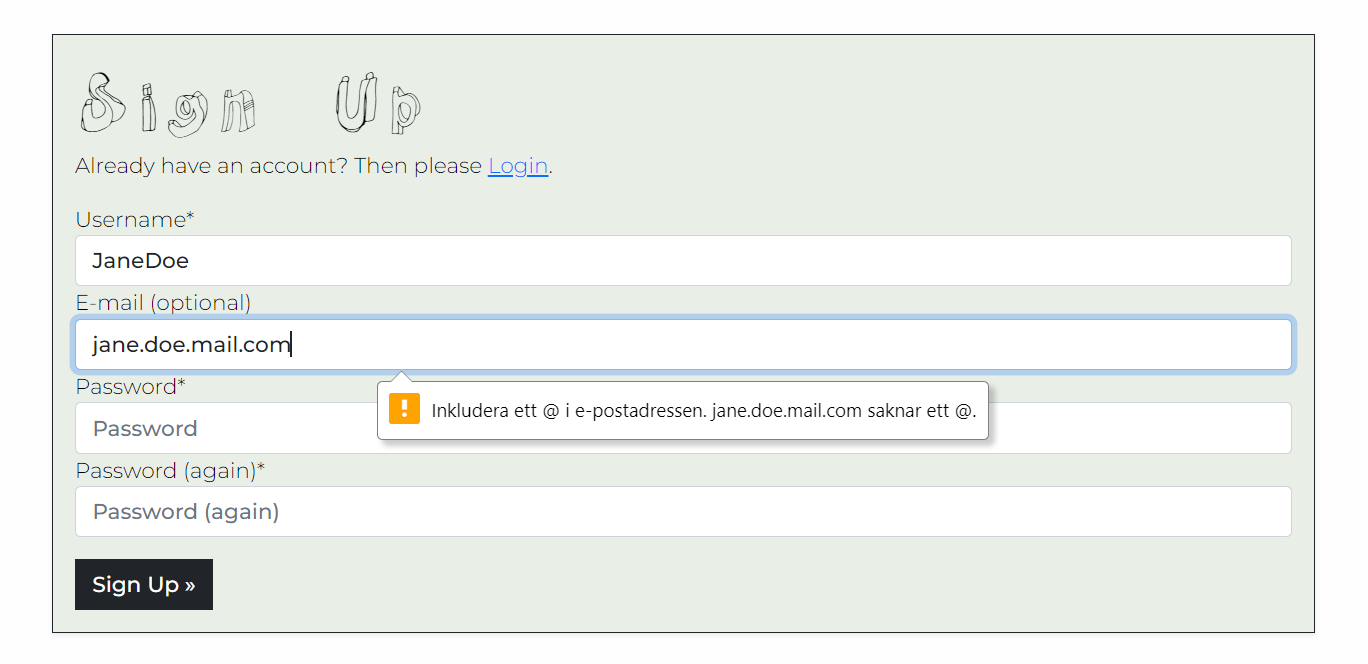 Sign Up
Already have an account? Then please Login.
Username*
JaneDoe
E-mail (optional)
jane.doe.mail.com
Password*
Inkludera ett @ i e-postadressen. jane.doe.mail.com saknar ett @.
Password
Password (again)*
Password (again)
Sign Up »